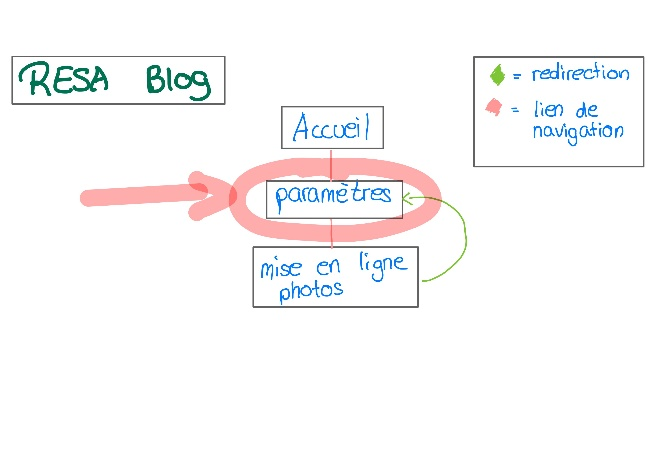 RESA Blog
= redirection
= lien de
navigation
Accueil
paramètres
mise en ligne
photos